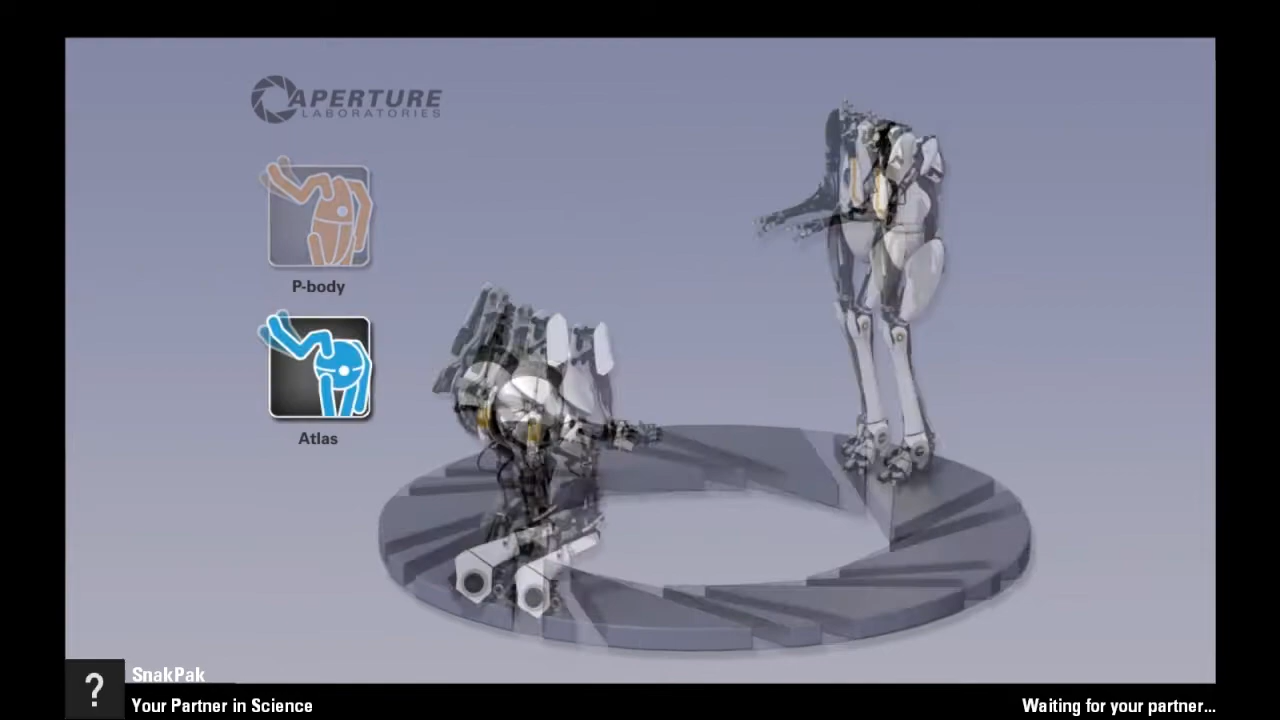 APERTURE
LABORATORIES
P-body
Atlas
?
SnakPak
Your Partner in Science
Waiting for your partner...